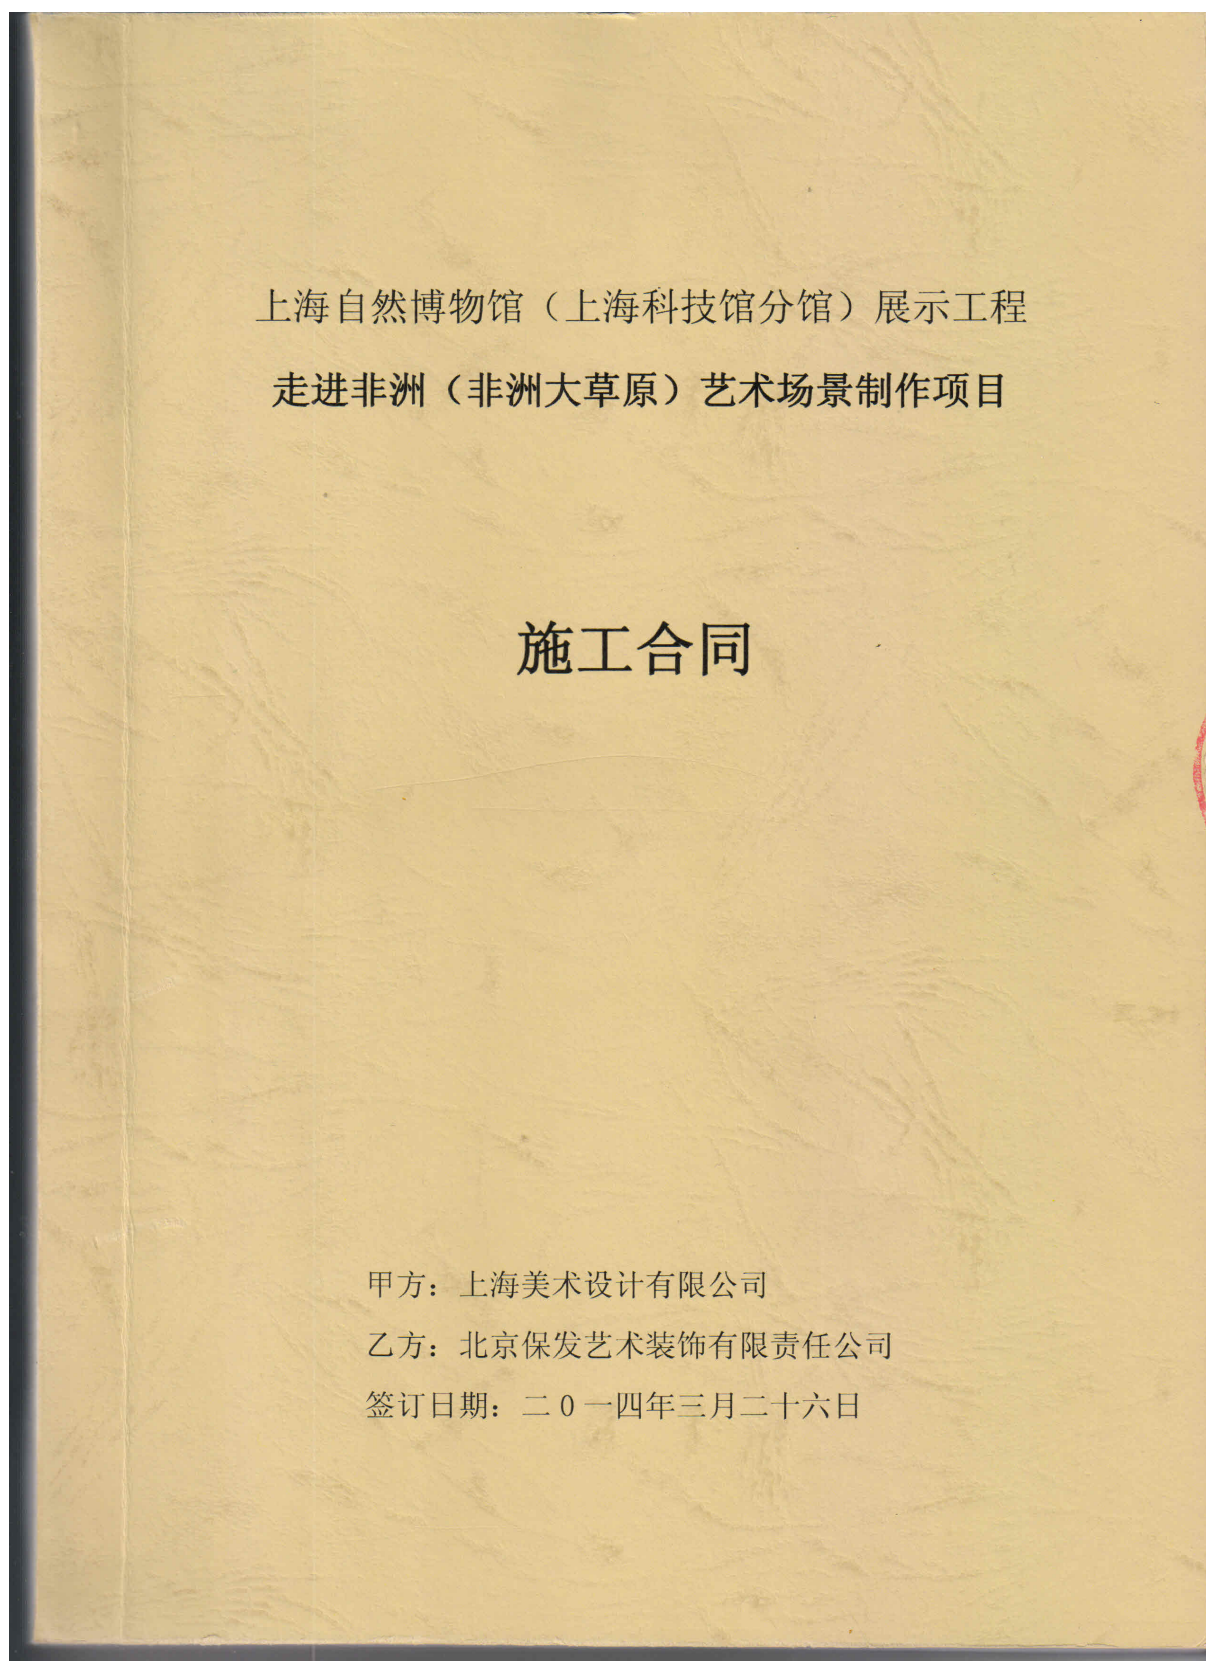 上海自然博物馆（上海科技馆分馆）展示工程
走进非洲（非洲大草原）艺术场景制作项目
施工合同
甲方：上海美术设计有限公司
乙方：北京保发艺术装饰有限责任公司
签订日期：二0一四年三月二十六日